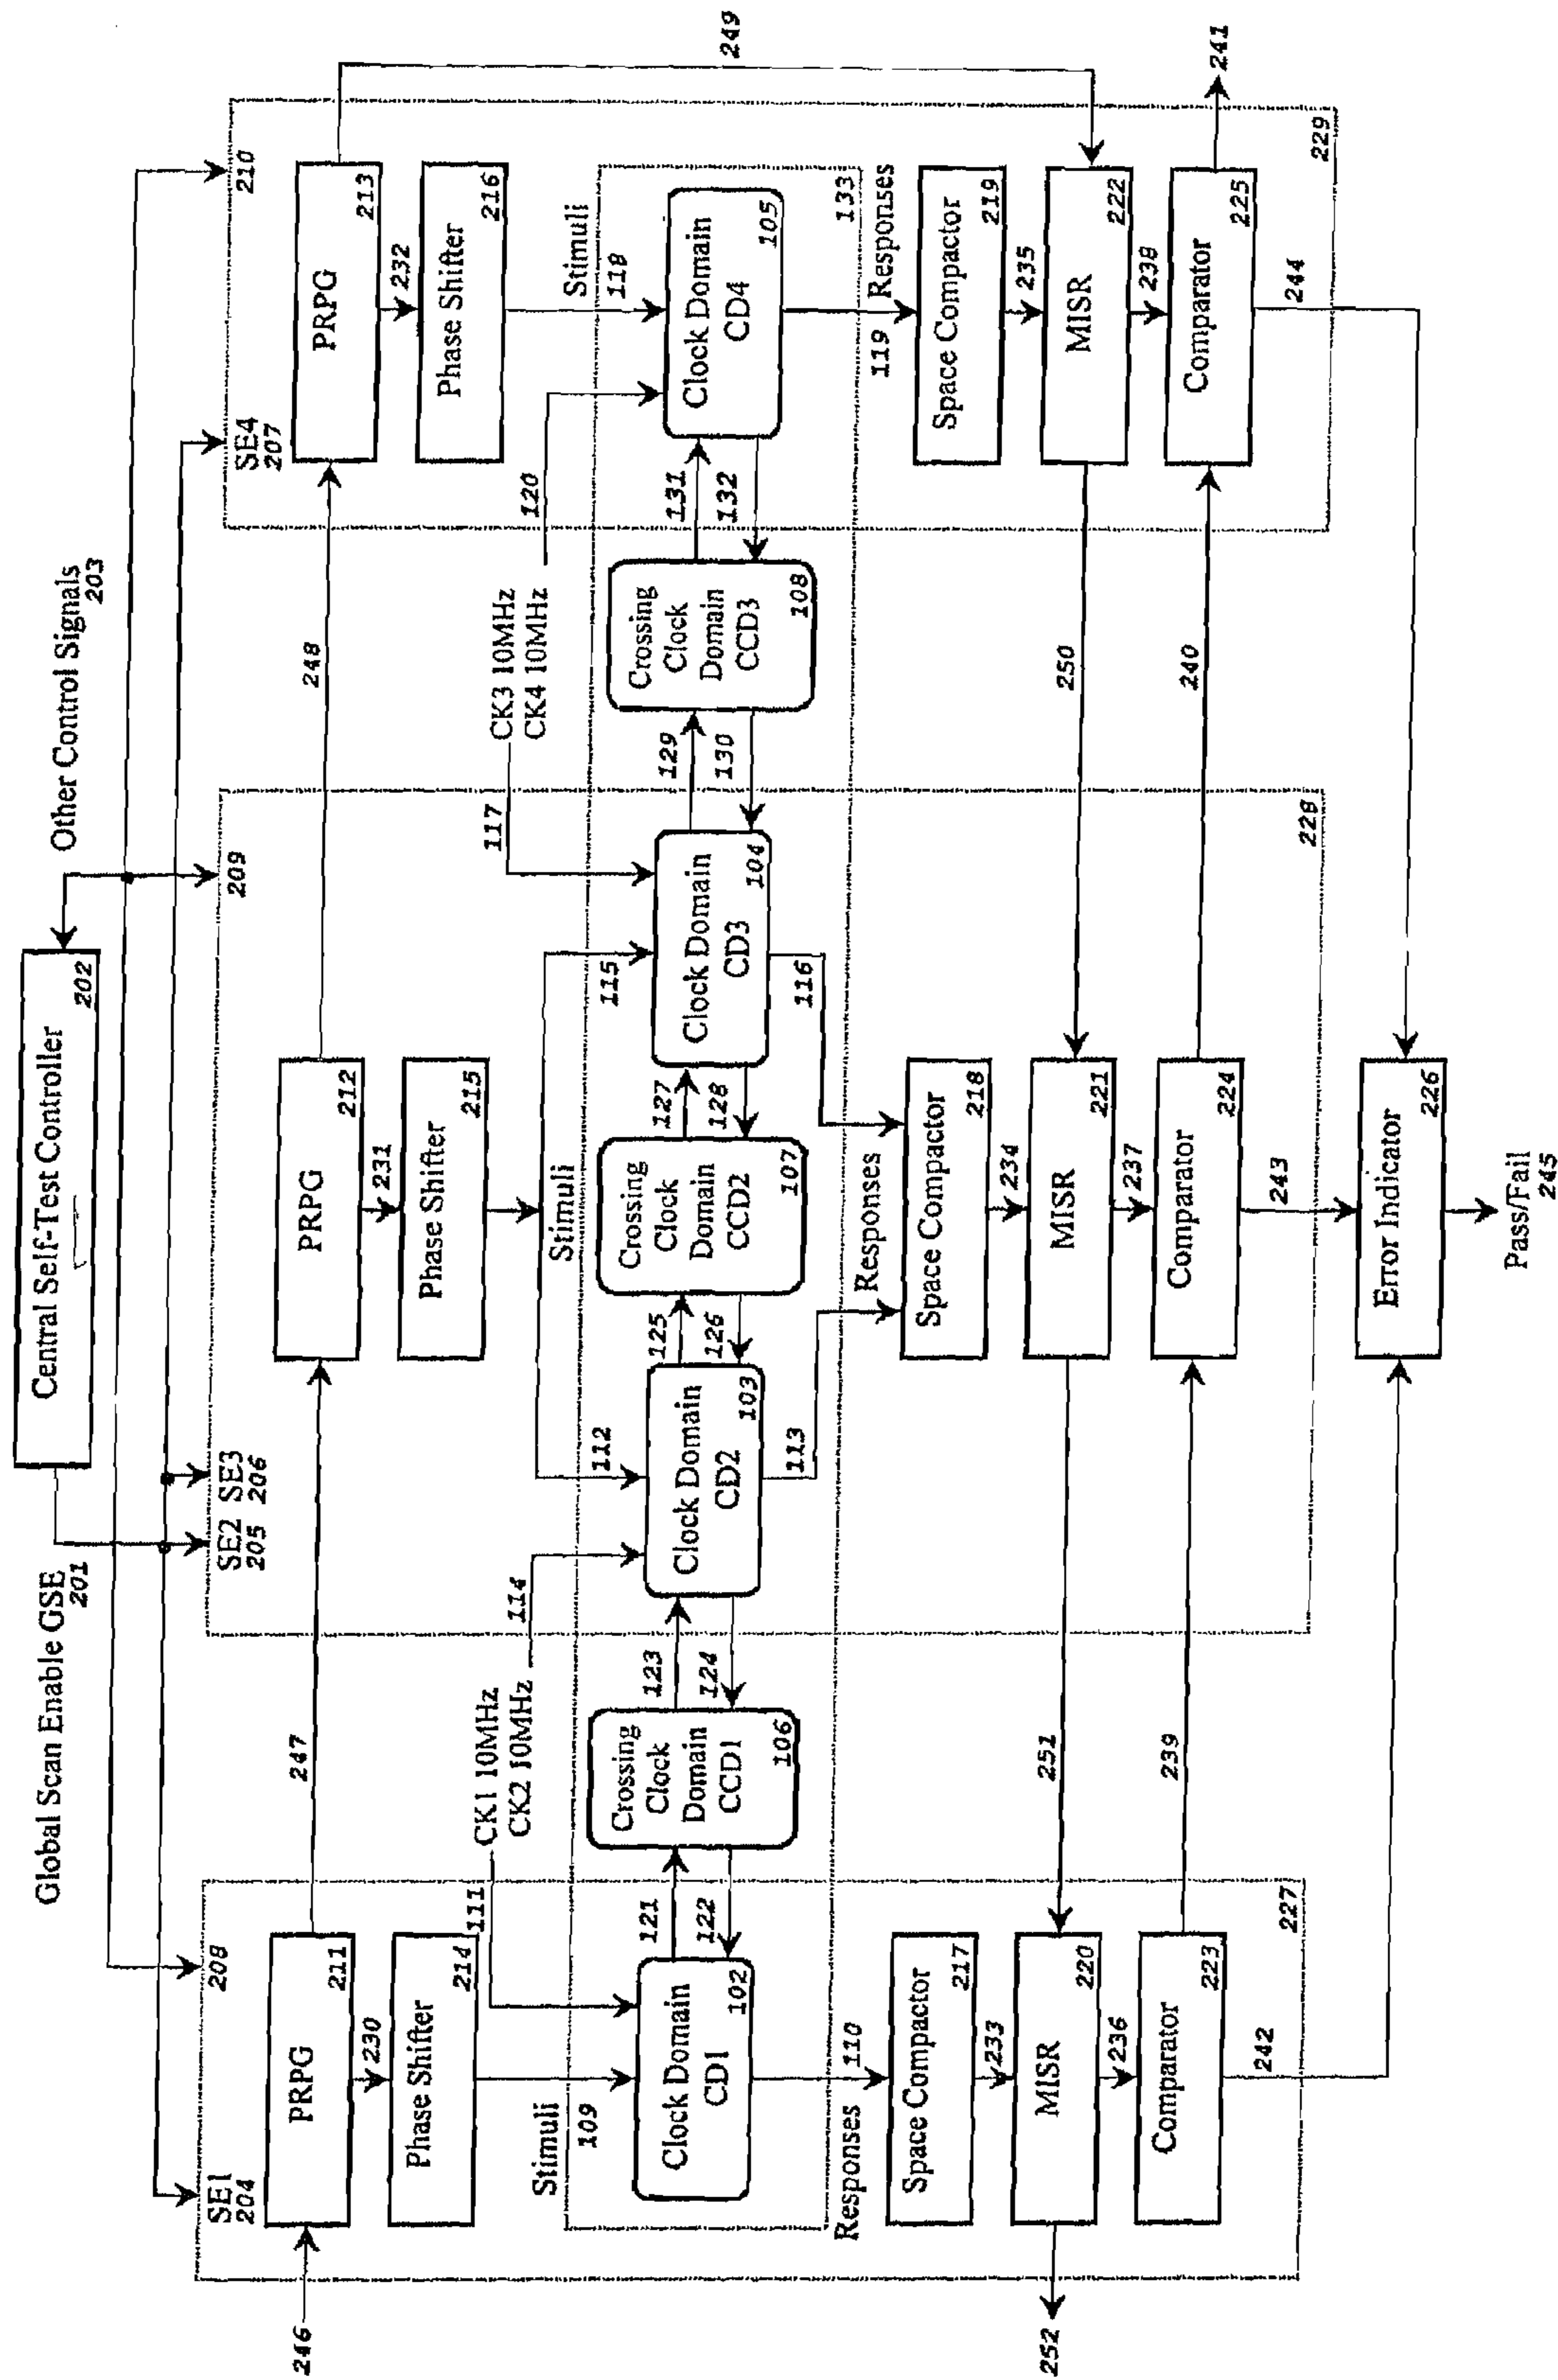 Global Scan Enable GSE
201
Central Self-Test Controller
202
Other Control Signals
203
SE1
204
208
SE2 SE3
205 206
209
SE4
207
210
246
PRPG
211
247
PRPG
212
248
PRPG
213
249
230
231
232
Phase Shifter
214
Phase Shifter
215
Phase Shifter
216
111
CK1 10MHz
CK2 10MHz
114
117
CK3 10MHz
CK4 10MHz
120
Stimuli
109
112
Stimuli
115
Stimuli
118
Clock Domain
CD1
102
121
122
Crossing
Clock
Domain
CCD1
106
123
124
Clock Domain
CD2
103
125
126
Crossing
Clock
Domain
CCD2
107
127
128
Clock Domain
CD3
104
129
130
Crossing
Clock
Domain
CCD3
108
131
132
Clock Domain
CD4
105
133
Responses
110
113
Responses
116
119
Responses
Space Compactor
217
Space Compactor
218
Space Compactor
219
233
234
235
MISR
220
251
MISR
221
250
MISR
222
252
236
237
238
Comparator
223
239
Comparator
224
240
Comparator
225
241
242
227
243
228
244
229
Error Indicator
226
Pass/Fail
245